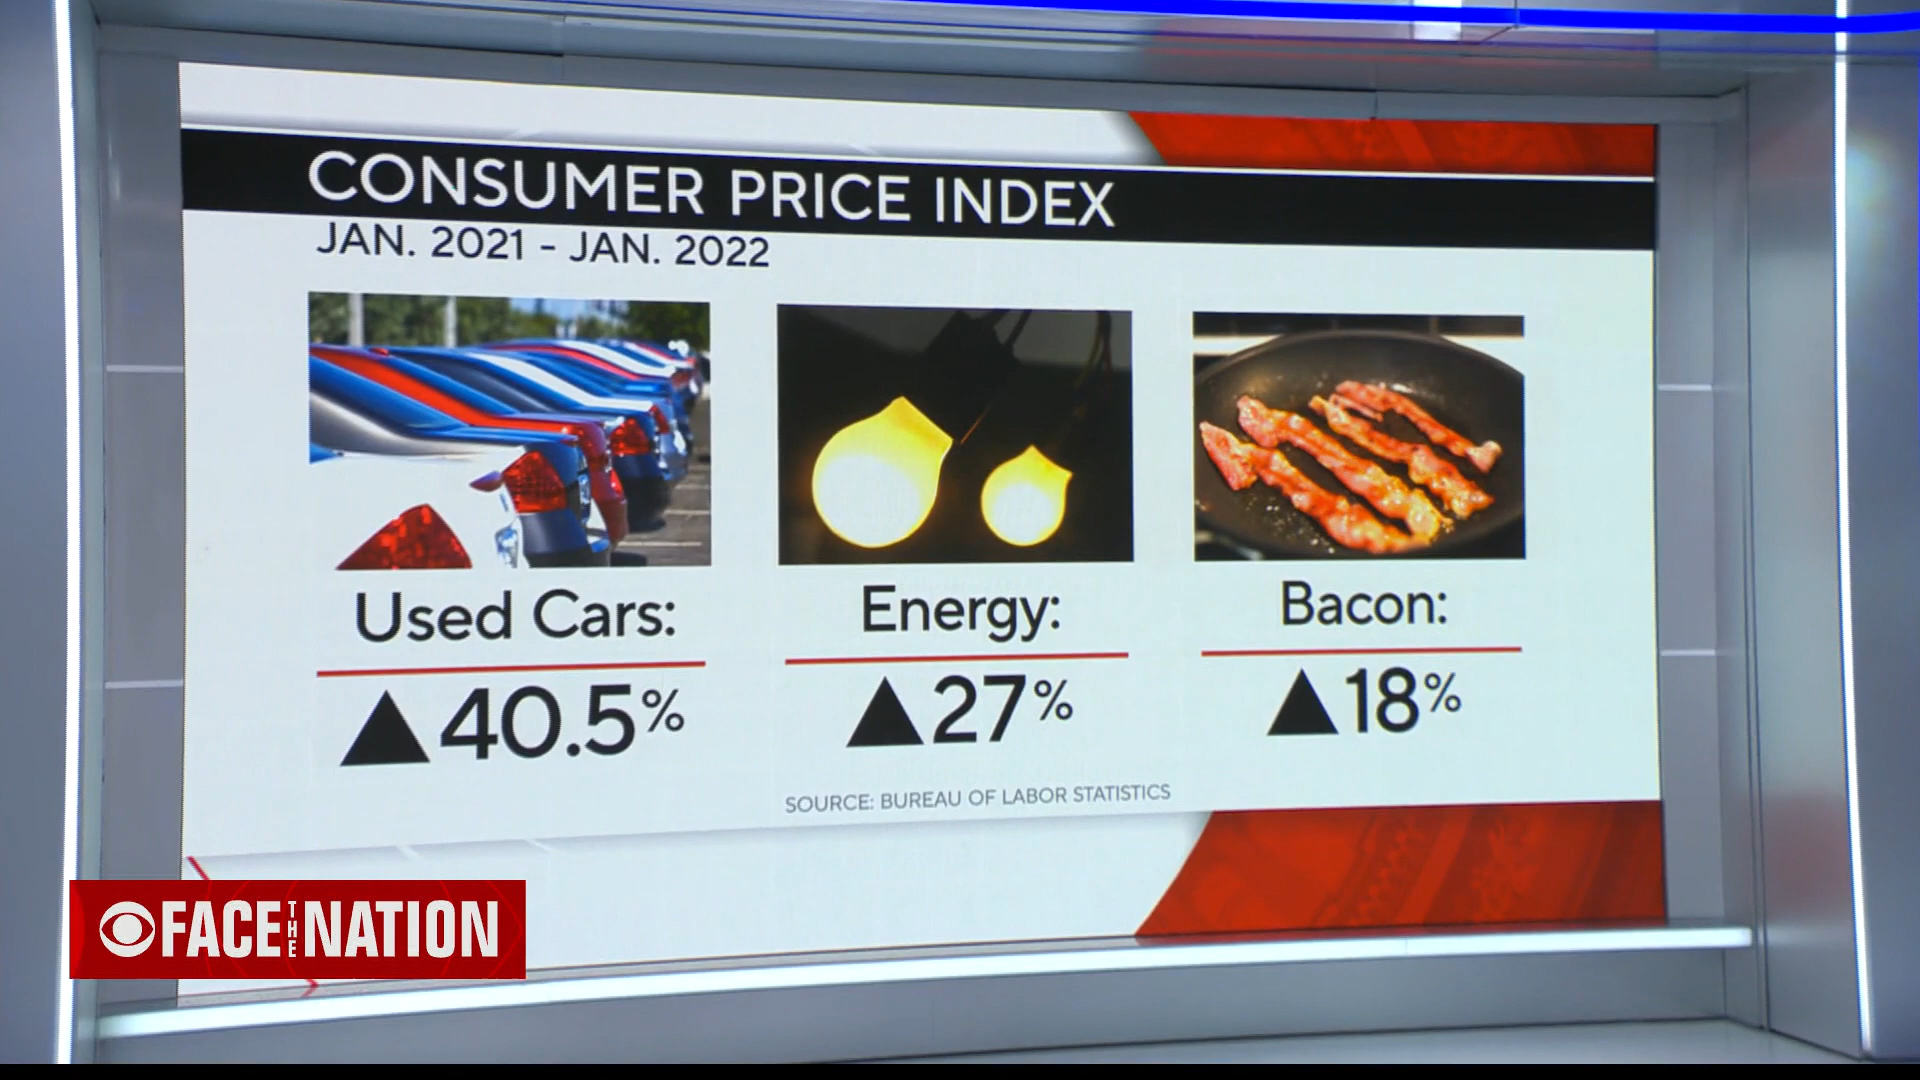 CONSUMER PRICE INDEX
JAN. 2021 - JAN. 2022
Used Cars:
▲40.5%
Energy:
▲27%
Bacon:
▲18%
SOURCE: BUREAU OF LABOR STATISTICS
FACE THE NATION